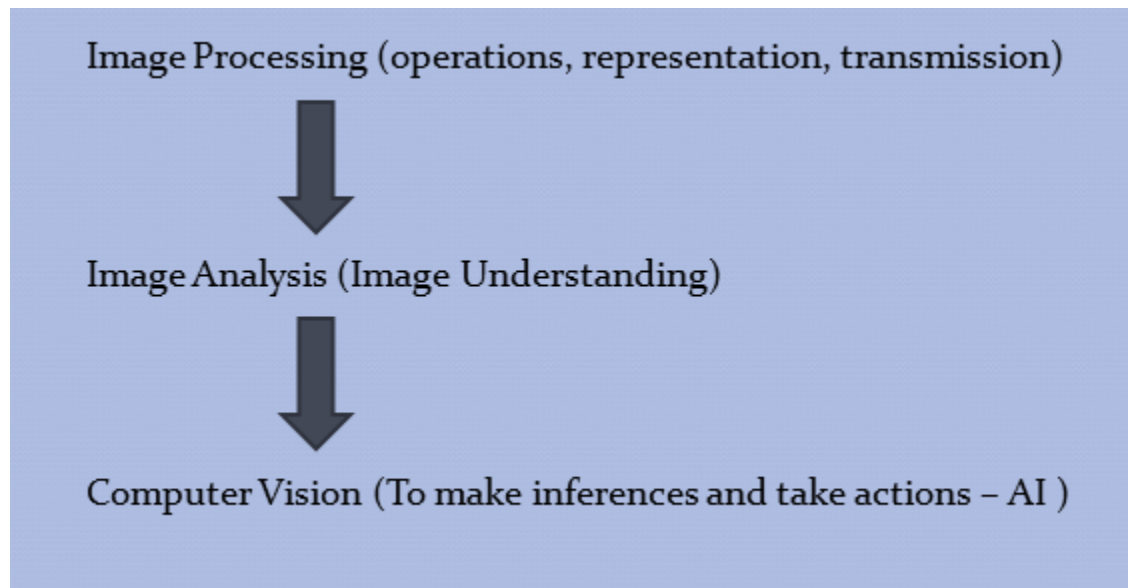 Image Processing (operations, representation, transmission)
Image Analysis (Image Understanding)
Computer Vision (To make inferences and take actions – AI )